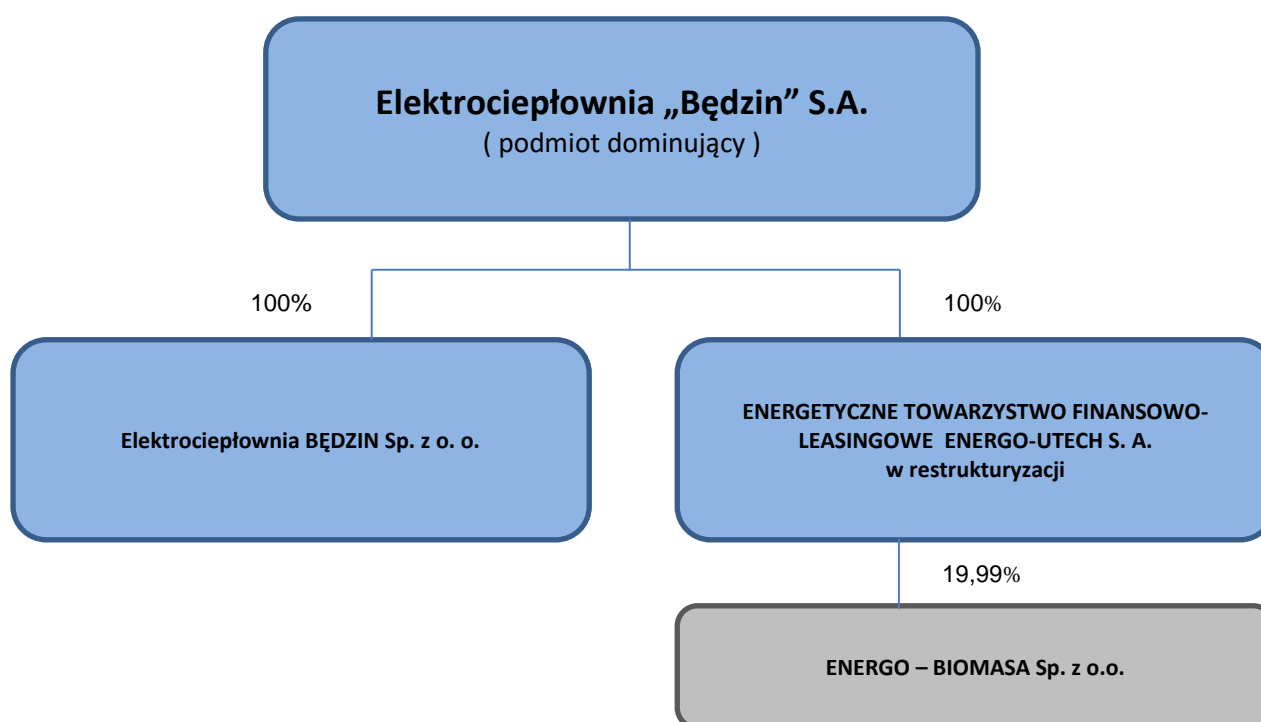 Elektrociepłownia „Będzin” S.A.
( podmiot dominujący )
100%
100%
Elektrociepłownia BĘDZIN Sp. z o. o.
ENERGETYCZNE TOWARZYSTWO FINANSOWO-
LEASINGOWE ENERGO-UTECH S. A.
w restrukturyzacji
19,99%
ENERGO – BIOMASA Sp. z o.o.